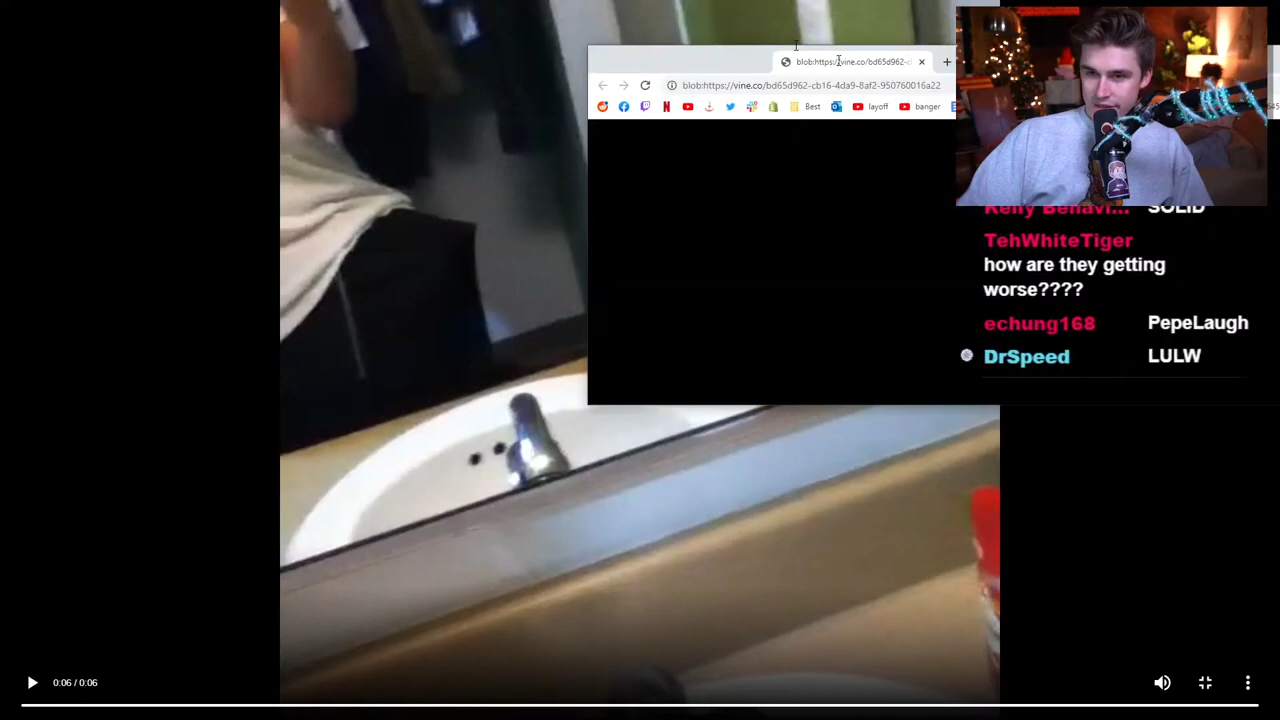 blob:https://vine.co/bd65d962-c
blob:https://vine.co/bd65d962-cb16-4da9-8af2-950760016a22
Best
layoff
banger
SOLID
TehWhiteTiger
how are they getting
worse????
echung168 PepeLaugh
DrSpeed LULW
0:06 / 0:06